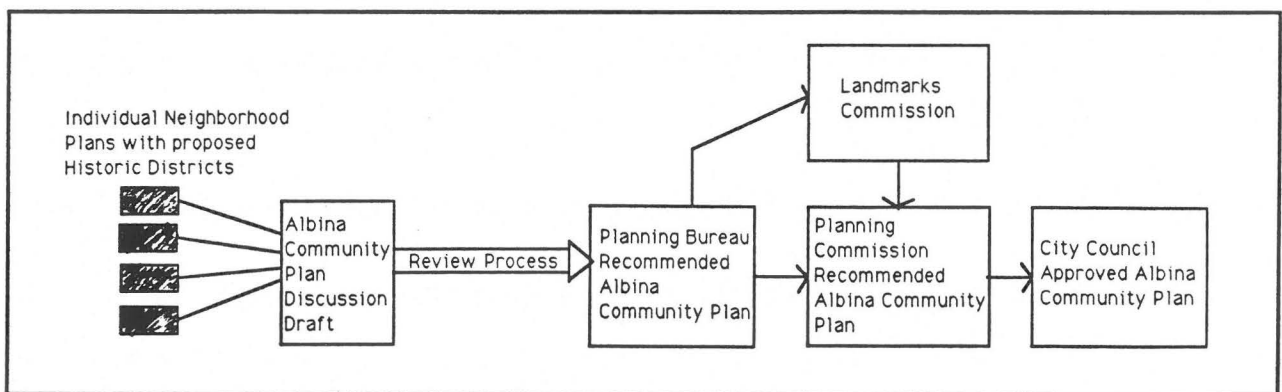 Individual Neighborhood
Plans with proposed
Historic Districts
Albina
Community
Plan
Discussion
Draft
Review Process
Planning Bureau
Recommended
Albina
Community Plan
Landmarks
Commission
Planning
Commission
Recommended
Albina Community
Plan
City Council
Approved Albina
Community Plan